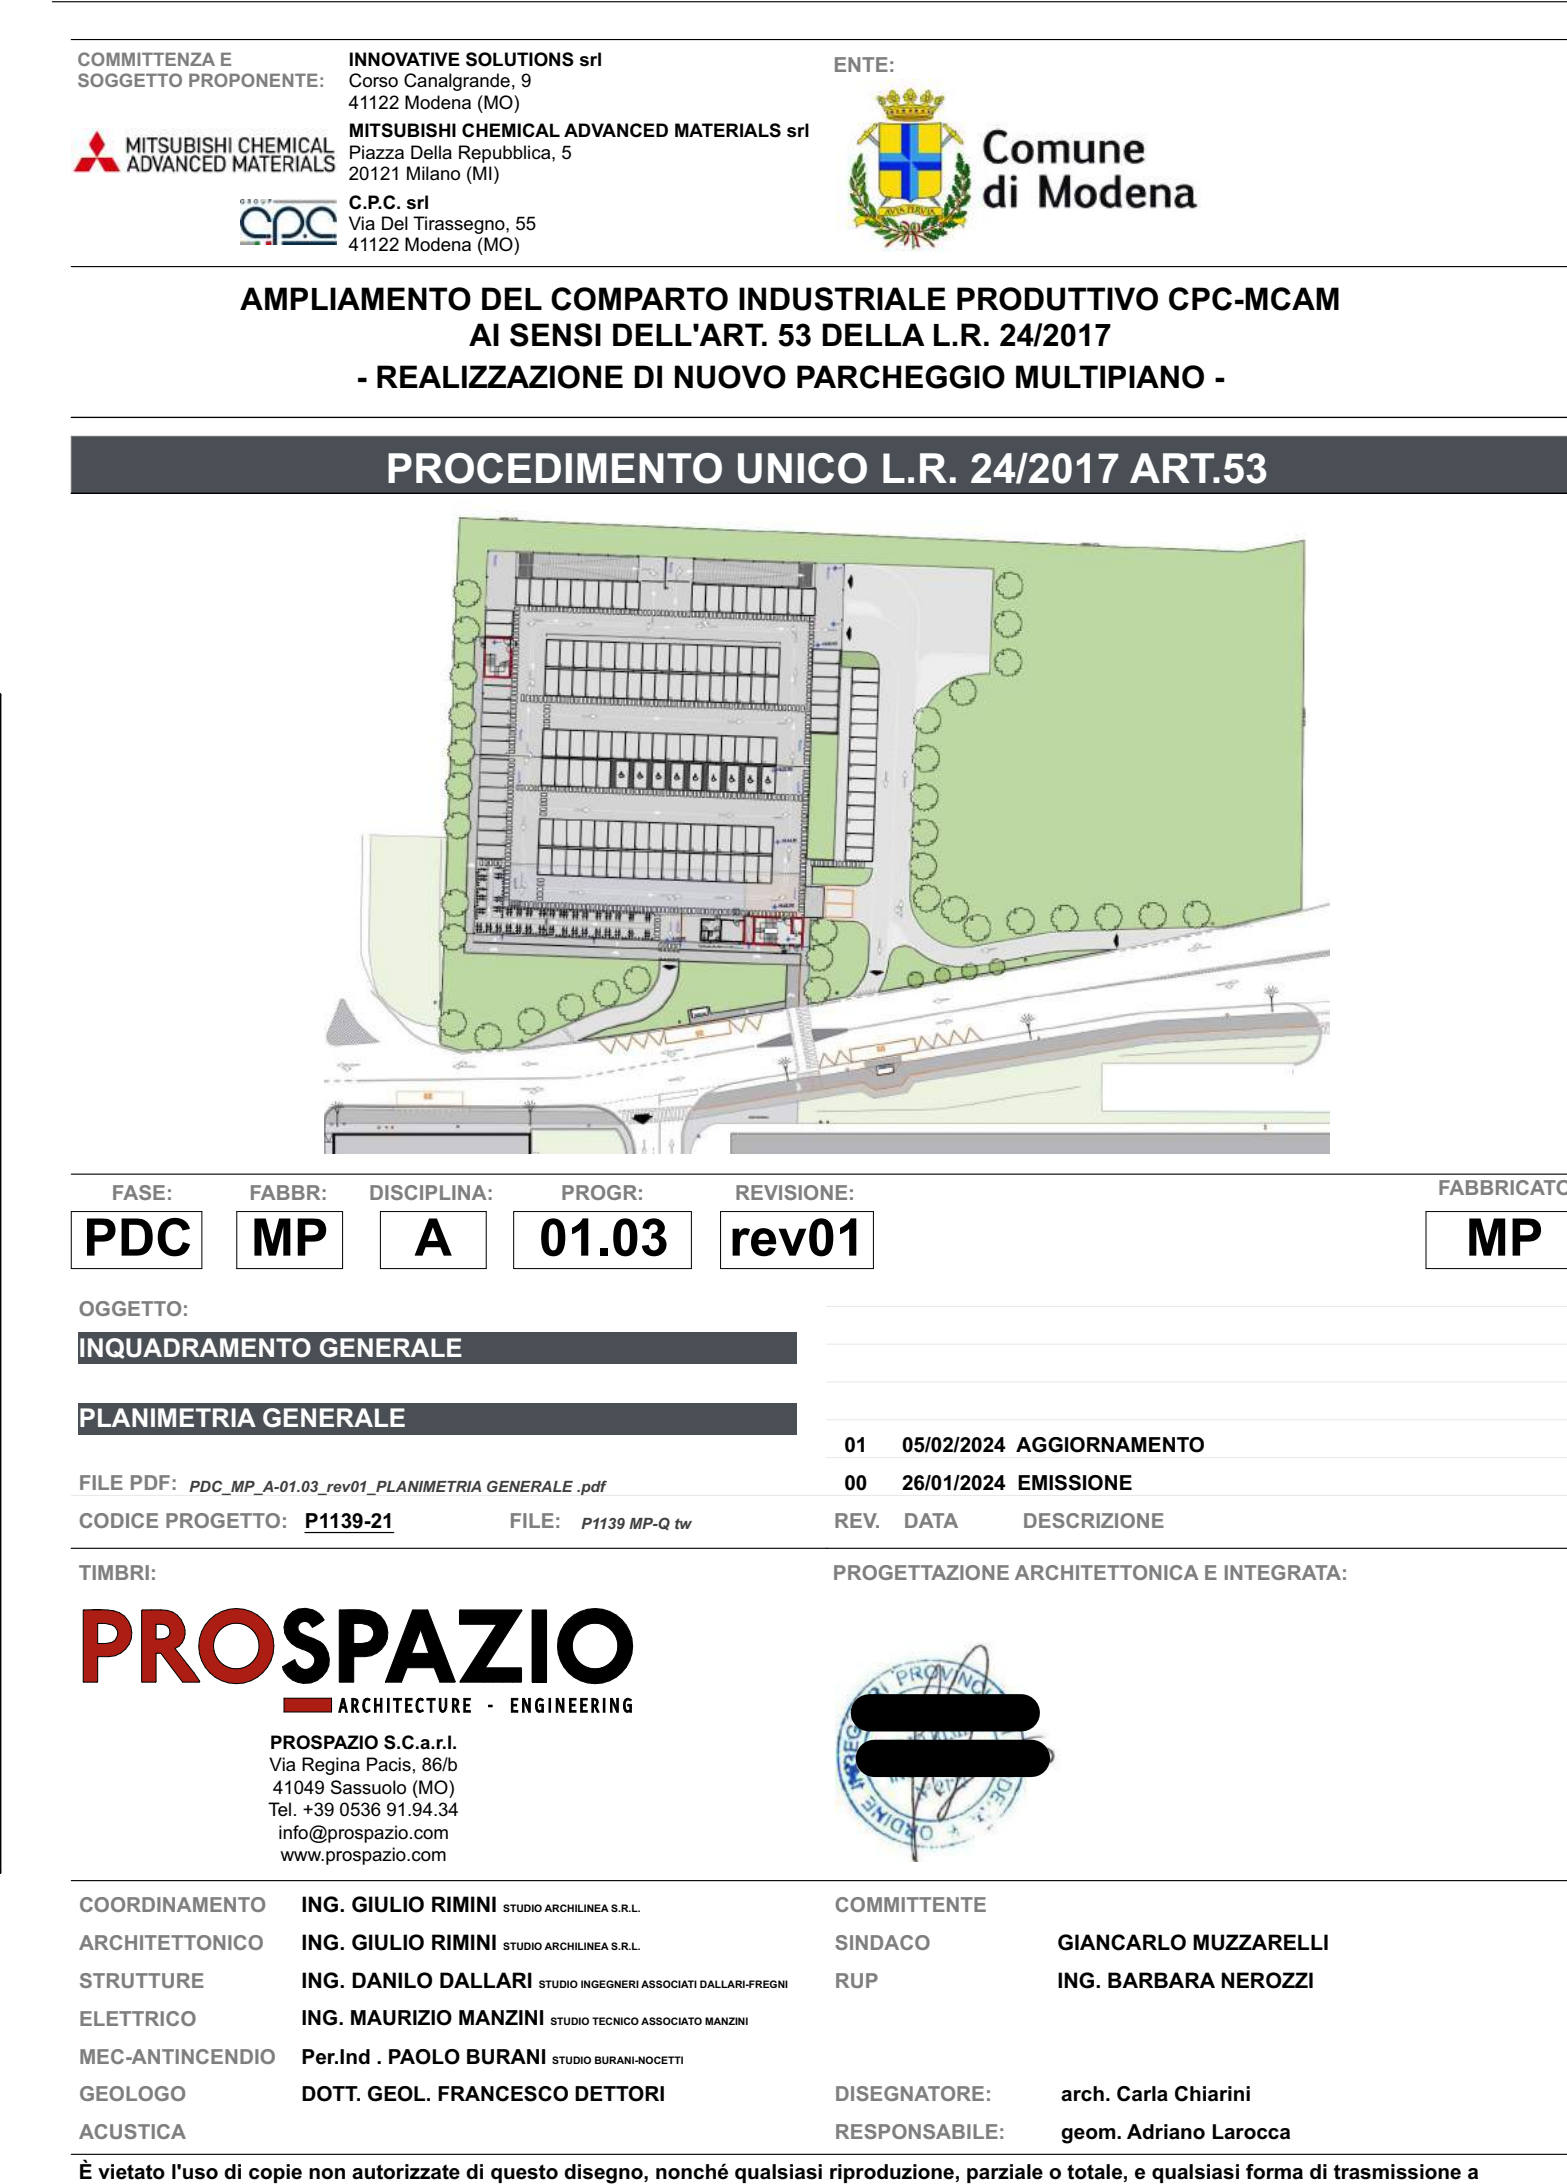 COMMITTENZA E
SOGGETTO PROPONENTE:
INNOVATIVE SOLUTIONS srl
Corso Canalgrande, 9
41122 Modena (MO)
MITSUBISHI CHEMICAL
ADVANCED MATERIALS
MITSUBISHI CHEMICAL ADVANCED MATERIALS srl
Piazza Della Repubblica, 5
20121 Milano (MI)
GROUP
cpc
C.P.C. srl
Via Del Tirassegno, 55
41122 Modena (MO)
ENTE:
AVIA PERVIA
Comune
di Modena
AMPLIAMENTO DEL COMPARTO INDUSTRIALE PRODUTTIVO CPC-MCAM
AI SENSI DELL'ART. 53 DELLA L.R. 24/2017
- REALIZZAZIONE DI NUOVO PARCHEGGIO MULTIPIANO -
PROCEDIMENTO UNICO L.R. 24/2017 ART.53
FASE: FABBR: DISCIPLINA: PROGR: REVISIONE: FABBRICATO
PDC MP A 01.03 rev01 MP
OGGETTO:
INQUADRAMENTO GENERALE
PLANIMETRIA GENERALE
FILE PDF: PDC_MP_A-01.03_rev01_PLANIMETRIA GENERALE .pdf
CODICE PROGETTO: P1139-21 FILE: P1139 MP-Q tw
01 05/02/2024 AGGIORNAMENTO
00 26/01/2024 EMISSIONE
REV. DATA DESCRIZIONE
TIMBRI:
PROSPAZIO
ARCHITECTURE - ENGINEERING
PROSPAZIO S.C.a.r.l.
Via Regina Pacis, 86/b
41049 Sassuolo (MO)
Tel. +39 0536 91.94.34
info@prospazio.com
www.prospazio.com
PROGETTAZIONE ARCHITETTONICA E INTEGRATA:
ORDINE
COORDINAMENTO ING. GIULIO RIMINI STUDIO ARCHILINEA S.R.L.
ARCHITETTONICO ING. GIULIO RIMINI STUDIO ARCHILINEA S.R.L.
STRUTTURE ING. DANILO DALLARI STUDIO INGEGNERI ASSOCIATI DALLARI-FREGNI
ELETTRICO ING. MAURIZIO MANZINI STUDIO TECNICO ASSOCIATO MANZINI
MEC-ANTINCENDIO Per.Ind . PAOLO BURANI STUDIO BURANI-NOCETTI
GEOLOGO DOTT. GEOL. FRANCESCO DETTORI
ACUSTICA
COMMITTENTE
SINDACO GIANCARLO MUZZARELLI
RUP ING. BARBARA NEROZZI
DISEGNATORE: arch. Carla Chiarini
RESPONSABILE: geom. Adriano Larocca
È vietato l'uso di copie non autorizzate di questo disegno, nonché qualsiasi riproduzione, parziale o totale, e qualsiasi forma di trasmissione a